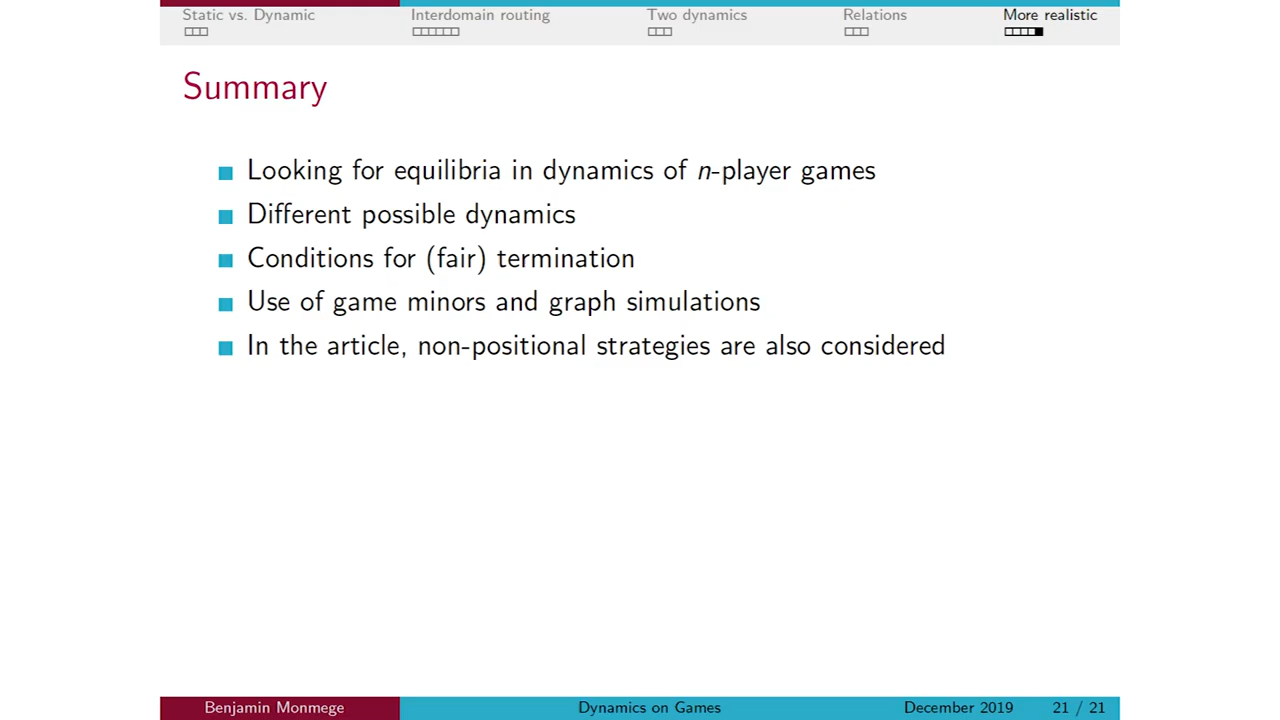 Static vs. Dynamic Interdomain routing Two dynamics Relations More realistic
Summary
Looking for equilibria in dynamics of n-player games
Different possible dynamics
Conditions for (fair) termination
Use of game minors and graph simulations
In the article, non-positional strategies are also considered
Benjamin Monmege Dynamics on Games December 2019 21 / 21